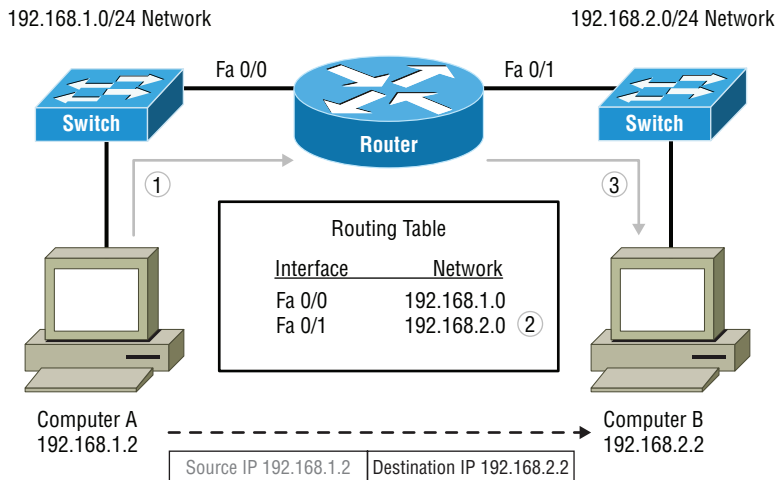 192.168.1.0/24 Network
192.168.2.0/24 Network
Fa 0/0
Fa 0/1
Switch
Router
Switch
1
3
Routing Table
Interface Network
Fa 0/0 192.168.1.0
Fa 0/1 192.168.2.0 2
Computer A
192.168.1.2
Computer B
192.168.2.2
Source IP 192.168.1.2 Destination IP 192.168.2.2